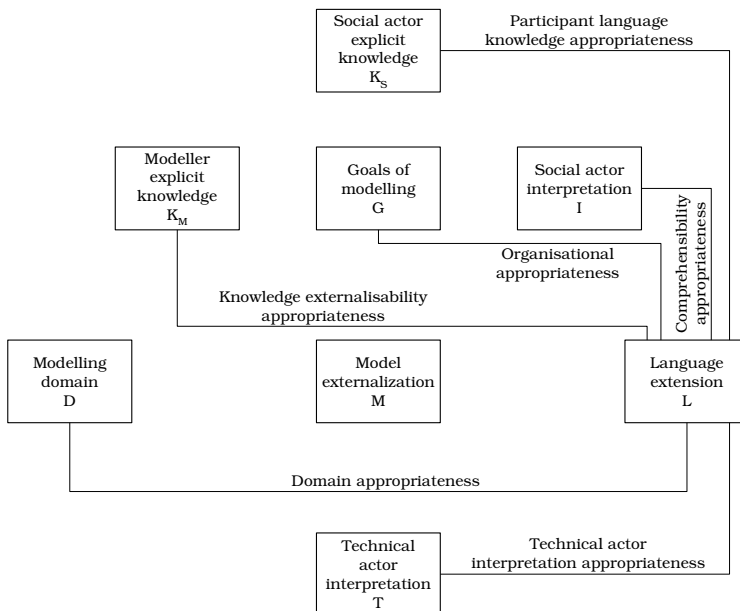 Social actor
explicit
knowledge
K_S
Participant language
knowledge appropriateness
Modeller
explicit
knowledge
K_M
Goals of
modelling
G
Social actor
interpretation
I
Comprehensibility
appropriateness
Organisational
appropriateness
Knowledge externalisability
appropriateness
Modelling
domain
D
Model
externalization
M
Language
extension
L
Domain appropriateness
Technical
actor
interpretation
T
Technical actor
interpretation appropriateness